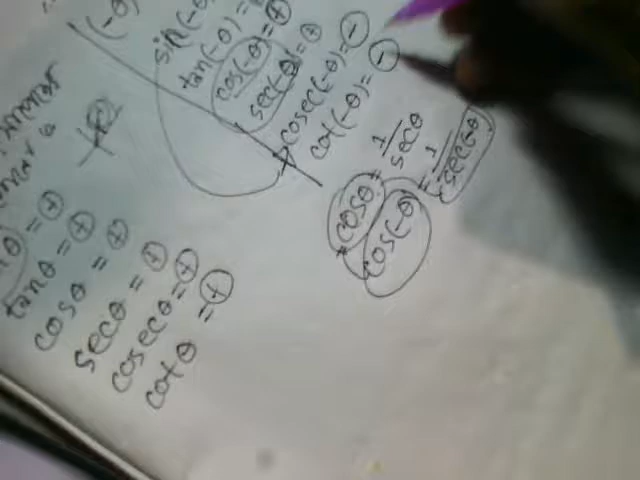 (-θ)
sin(-θ)
tan(-θ)=
cos(-θ)=+
sec(-θ)=+
cosec(-θ)=-
cot(-θ)=-
θ=+
tanθ=+
cosθ=+
secθ=+
cosecθ=+
cotθ=+
*cosθ=1/secθ
cos(-θ)=1/sec(-θ)